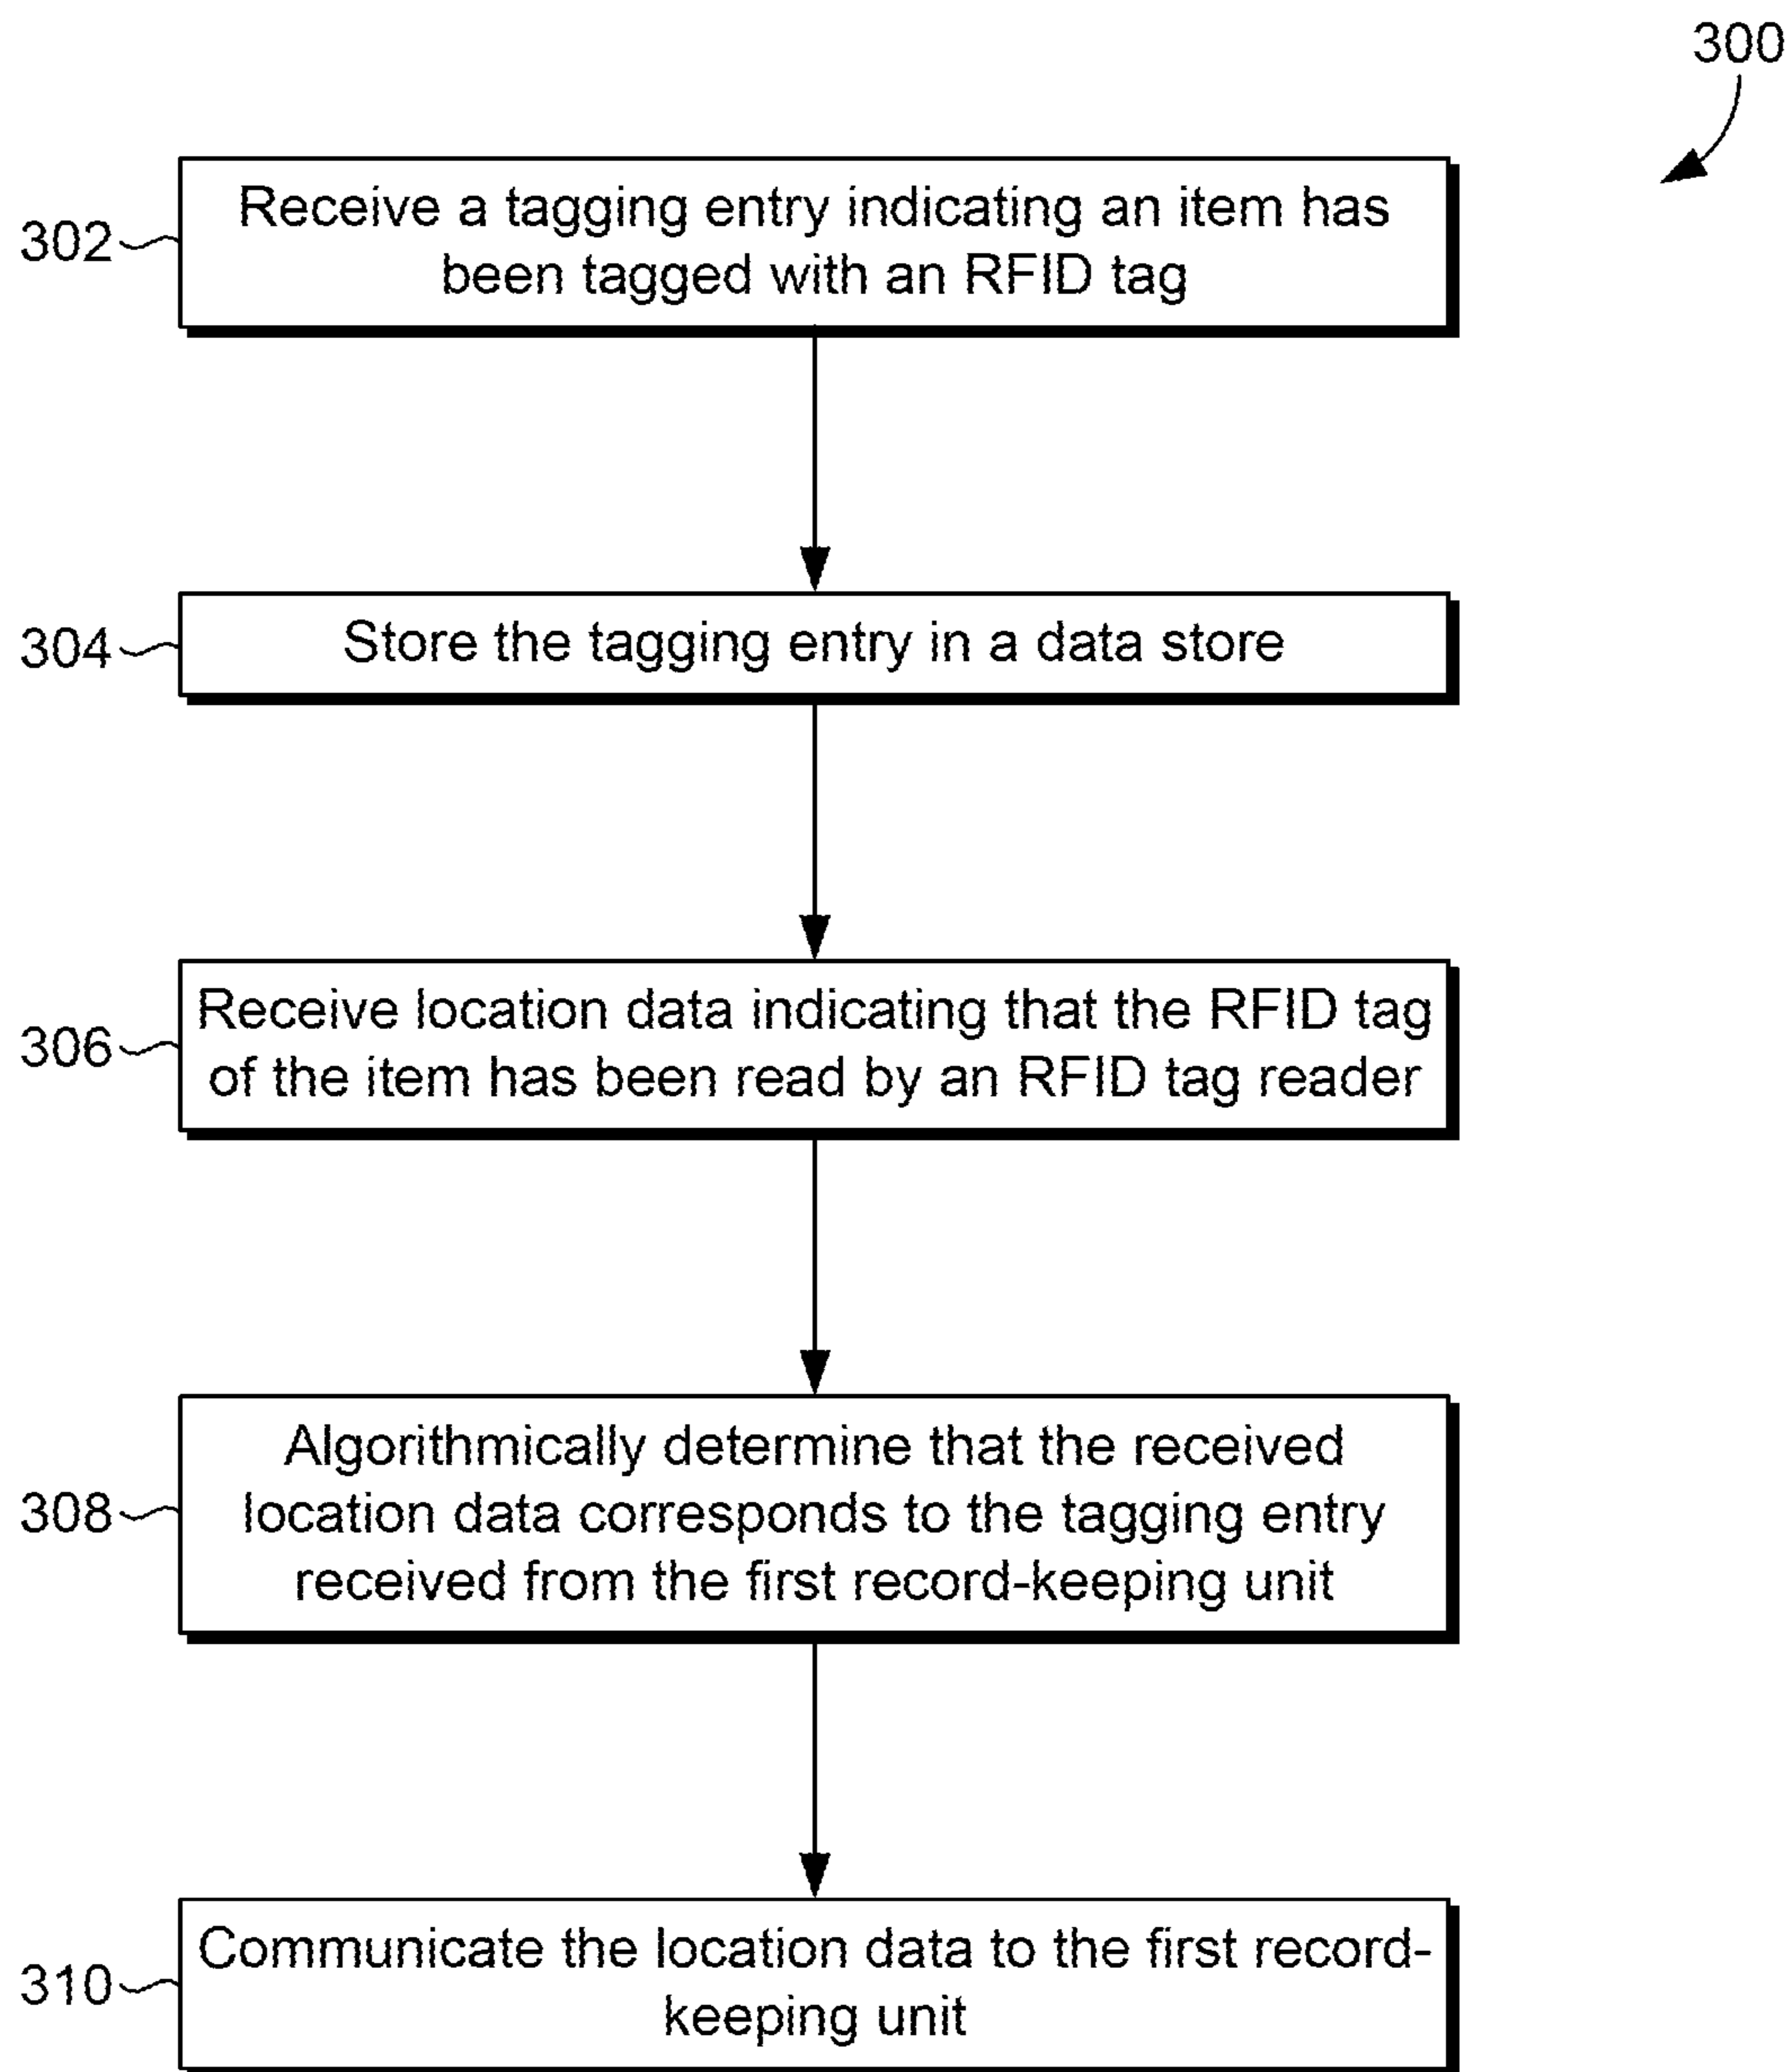 300
302
Receive a tagging entry indicating an item has
been tagged with an RFID tag
304
Store the tagging entry in a data store
306
Receive location data indicating that the RFID tag
of the item has been read by an RFID tag reader
308
Algorithmically determine that the received
location data corresponds to the tagging entry
received from the first record-keeping unit
310
Communicate the location data to the first record-
keeping unit